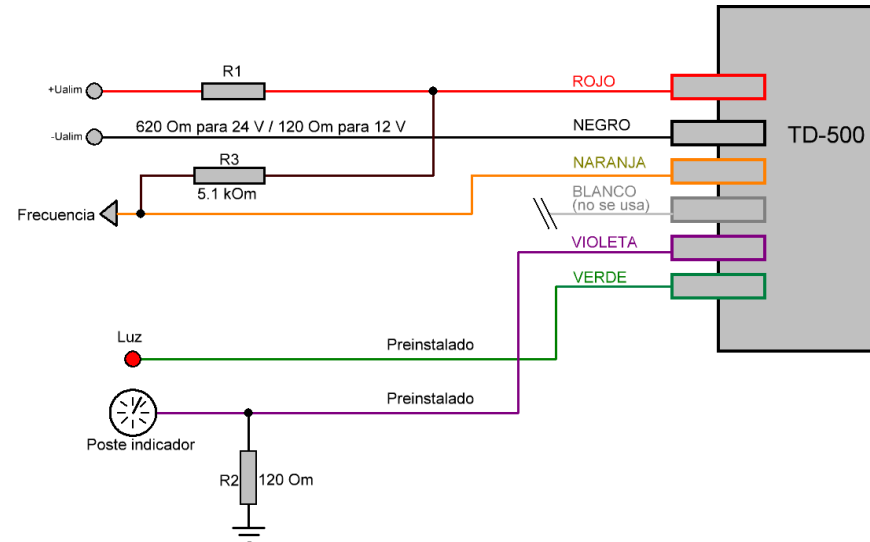 R1
+Ualim
ROJO
620 Om para 24 V / 120 Om para 12 V
-Ualim
NEGRO
TD-500
R3
5.1 kOm
NARANJA
BLANCO
(no se usa)
Frecuencia
VIOLETA
VERDE
Luz
Preinstalado
Preinstalado
Poste indicador
R2
120 Om